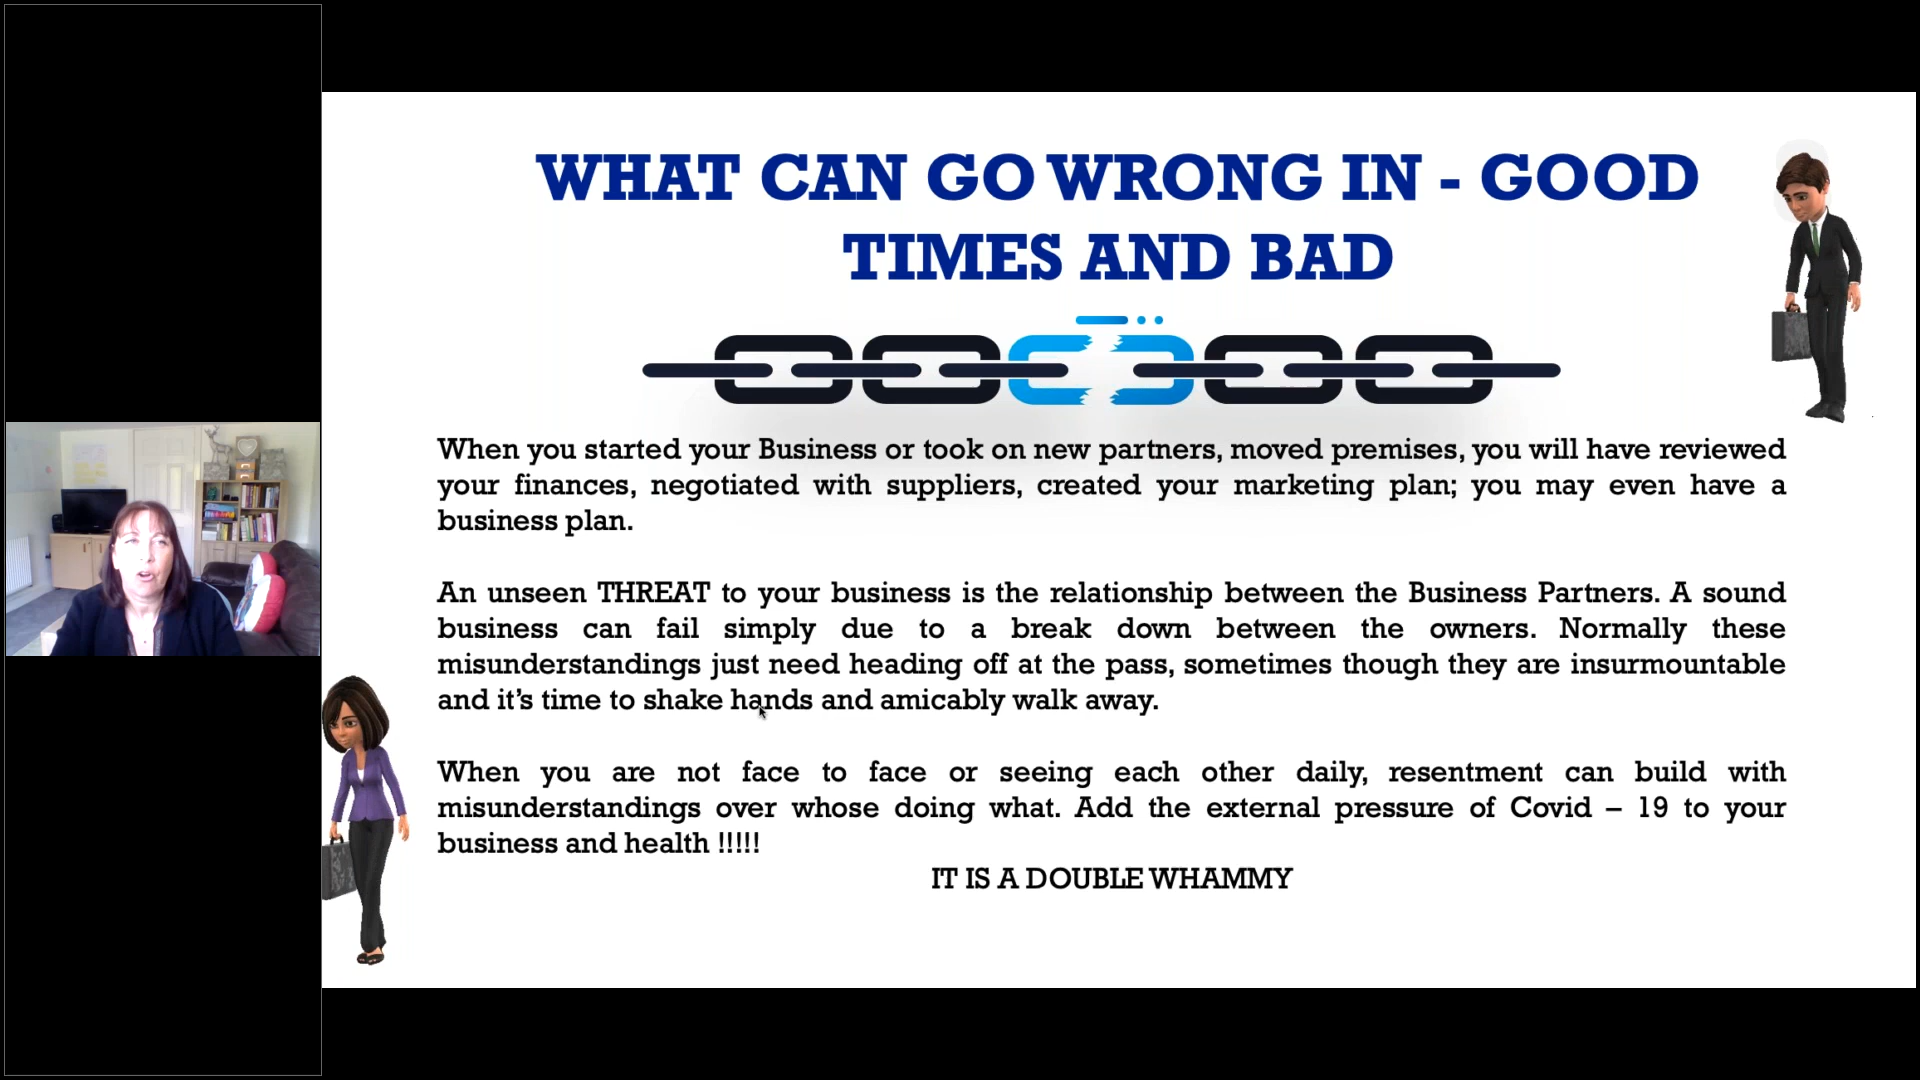 WHAT CAN GO WRONG IN - GOOD
TIMES AND BAD
When you started your Business or took on new partners, moved premises, you will have reviewed
your finances, negotiated with suppliers, created your marketing plan; you may even have a
business plan.
An unseen THREAT to your business is the relationship between the Business Partners. A sound
business can fail simply due to a break down between the owners. Normally these
misunderstandings just need heading off at the pass, sometimes though they are insurmountable
and it’s time to shake hands and amicably walk away.
When you are not face to face or seeing each other daily, resentment can build with
misunderstandings over whose doing what. Add the external pressure of Covid – 19 to your
business and health !!!!!
IT IS A DOUBLE WHAMMY